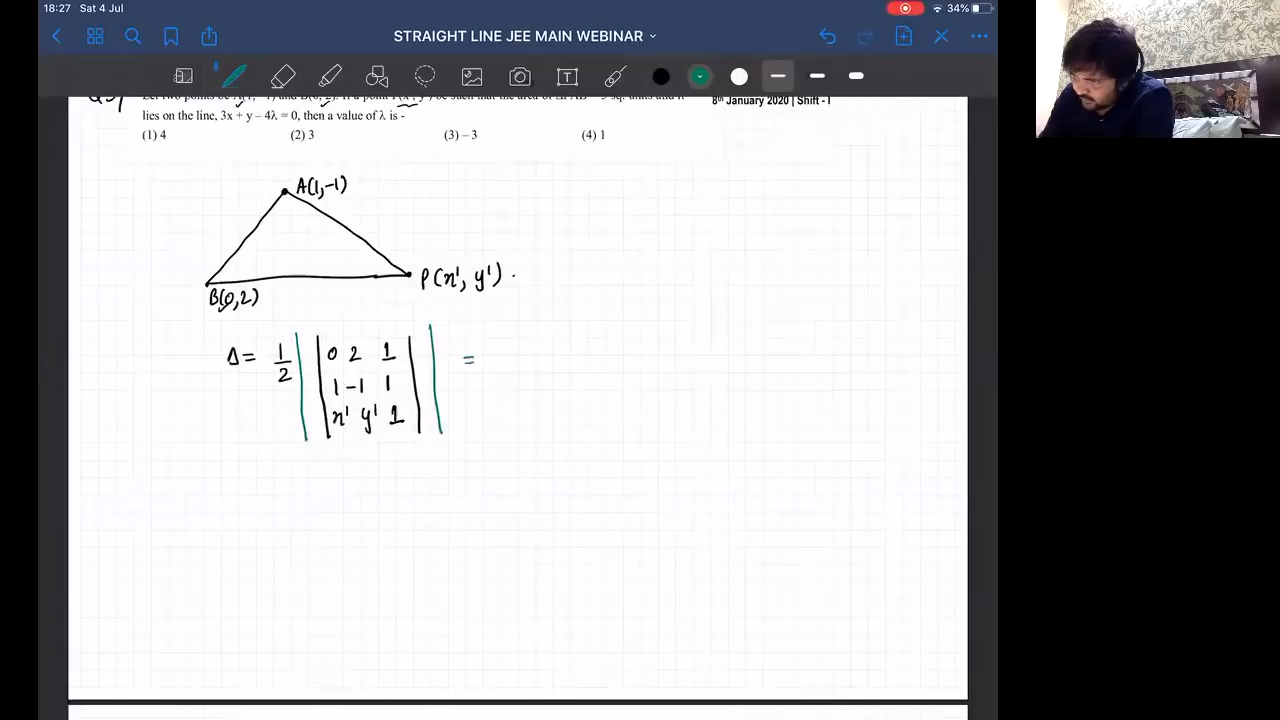 18:27 Sat 4 Jul
34%
STRAIGHT LINE JEE MAIN WEBINAR
8th January 2020 | Shift - I
lies on the line, 3x + y – 4λ = 0, then a value of λ is -
(1) 4 (2) 3 (3) – 3 (4) 1
A(1,-1)
B(0,2)
P(x', y') .
Δ = 1/2 | | 0 2 1 | | =
1 -1 1
x' y' 1